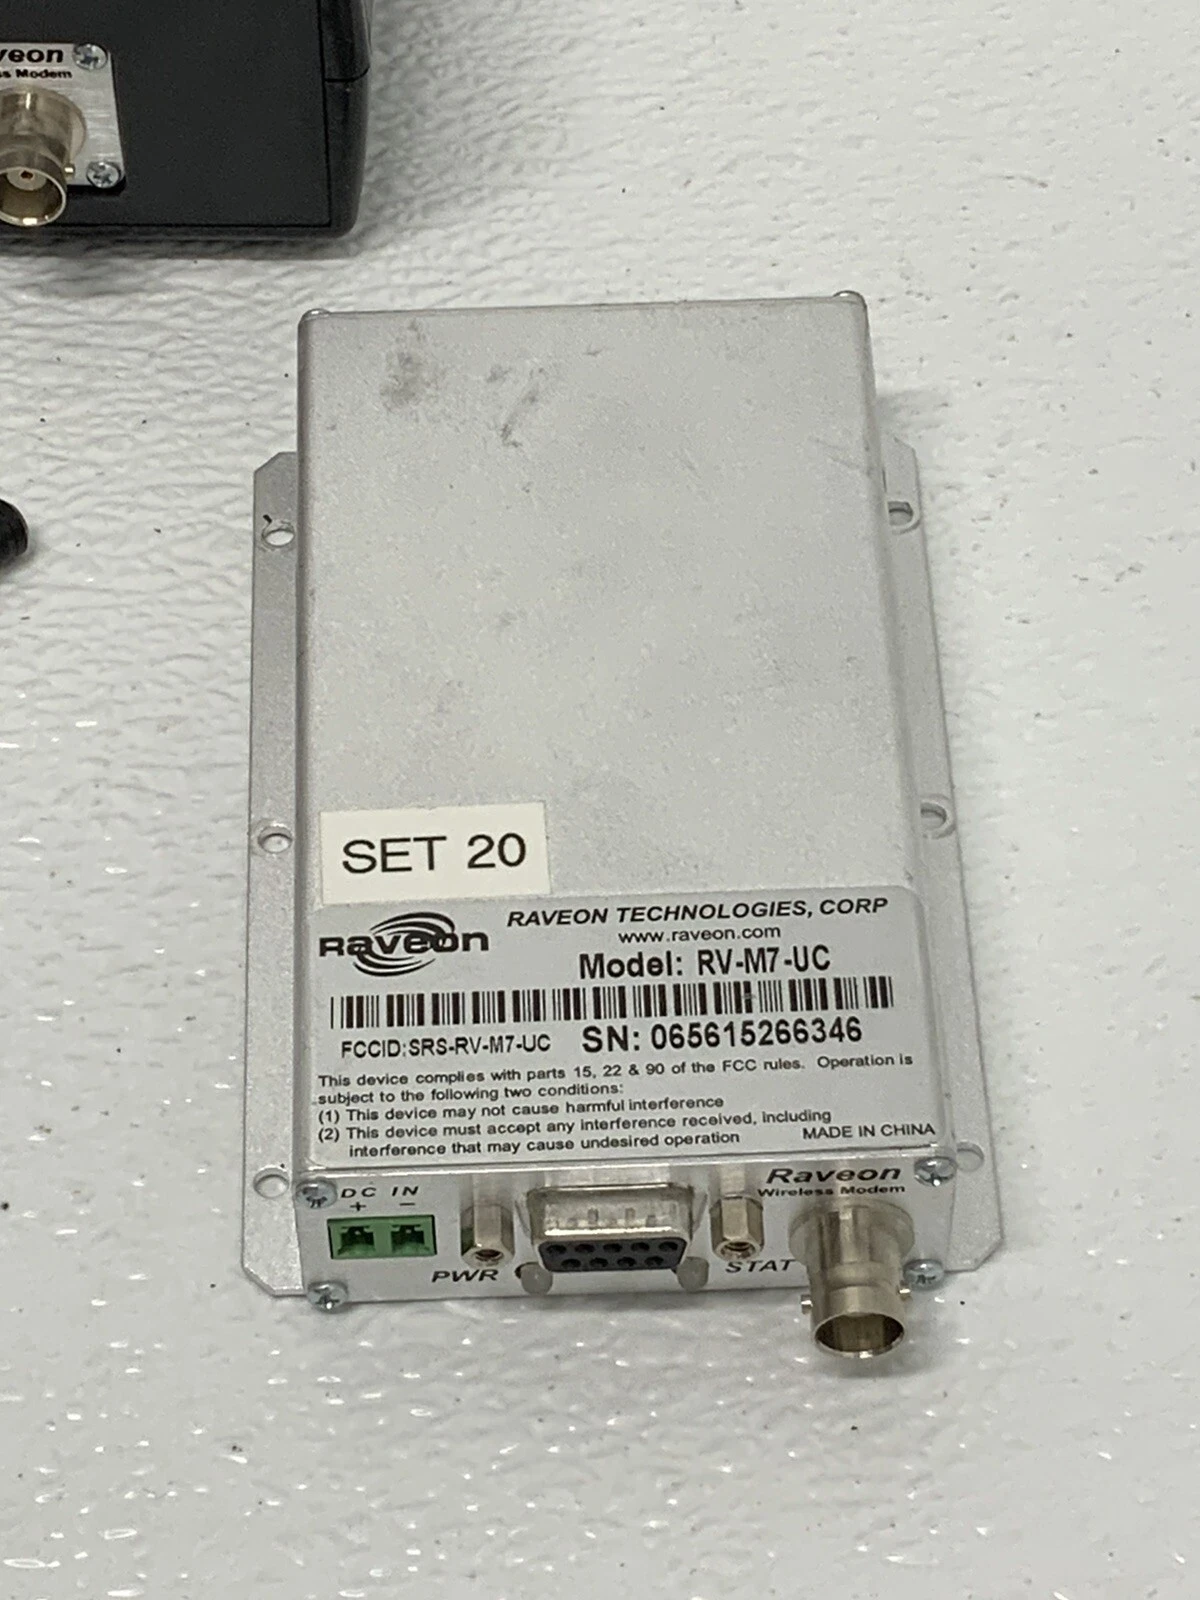 Modem
SET 20
Raveon
RAVEON TECHNOLOGIES, CORP
www.raveon.com
Model: RV-M7-UC
FCCID:SRS-RV-M7-UC SN: 065615266346
This device complies with parts 15, 22 & 90 of the FCC rules. Operation is
subject to the following two conditions:
(1) This device may not cause harmful interference
(2) This device must accept any interference received, including
interference that may cause undesired operation
MADE IN CHINA
DC IN
+ −
PWR
STAT
Raveon
Wireless Modem